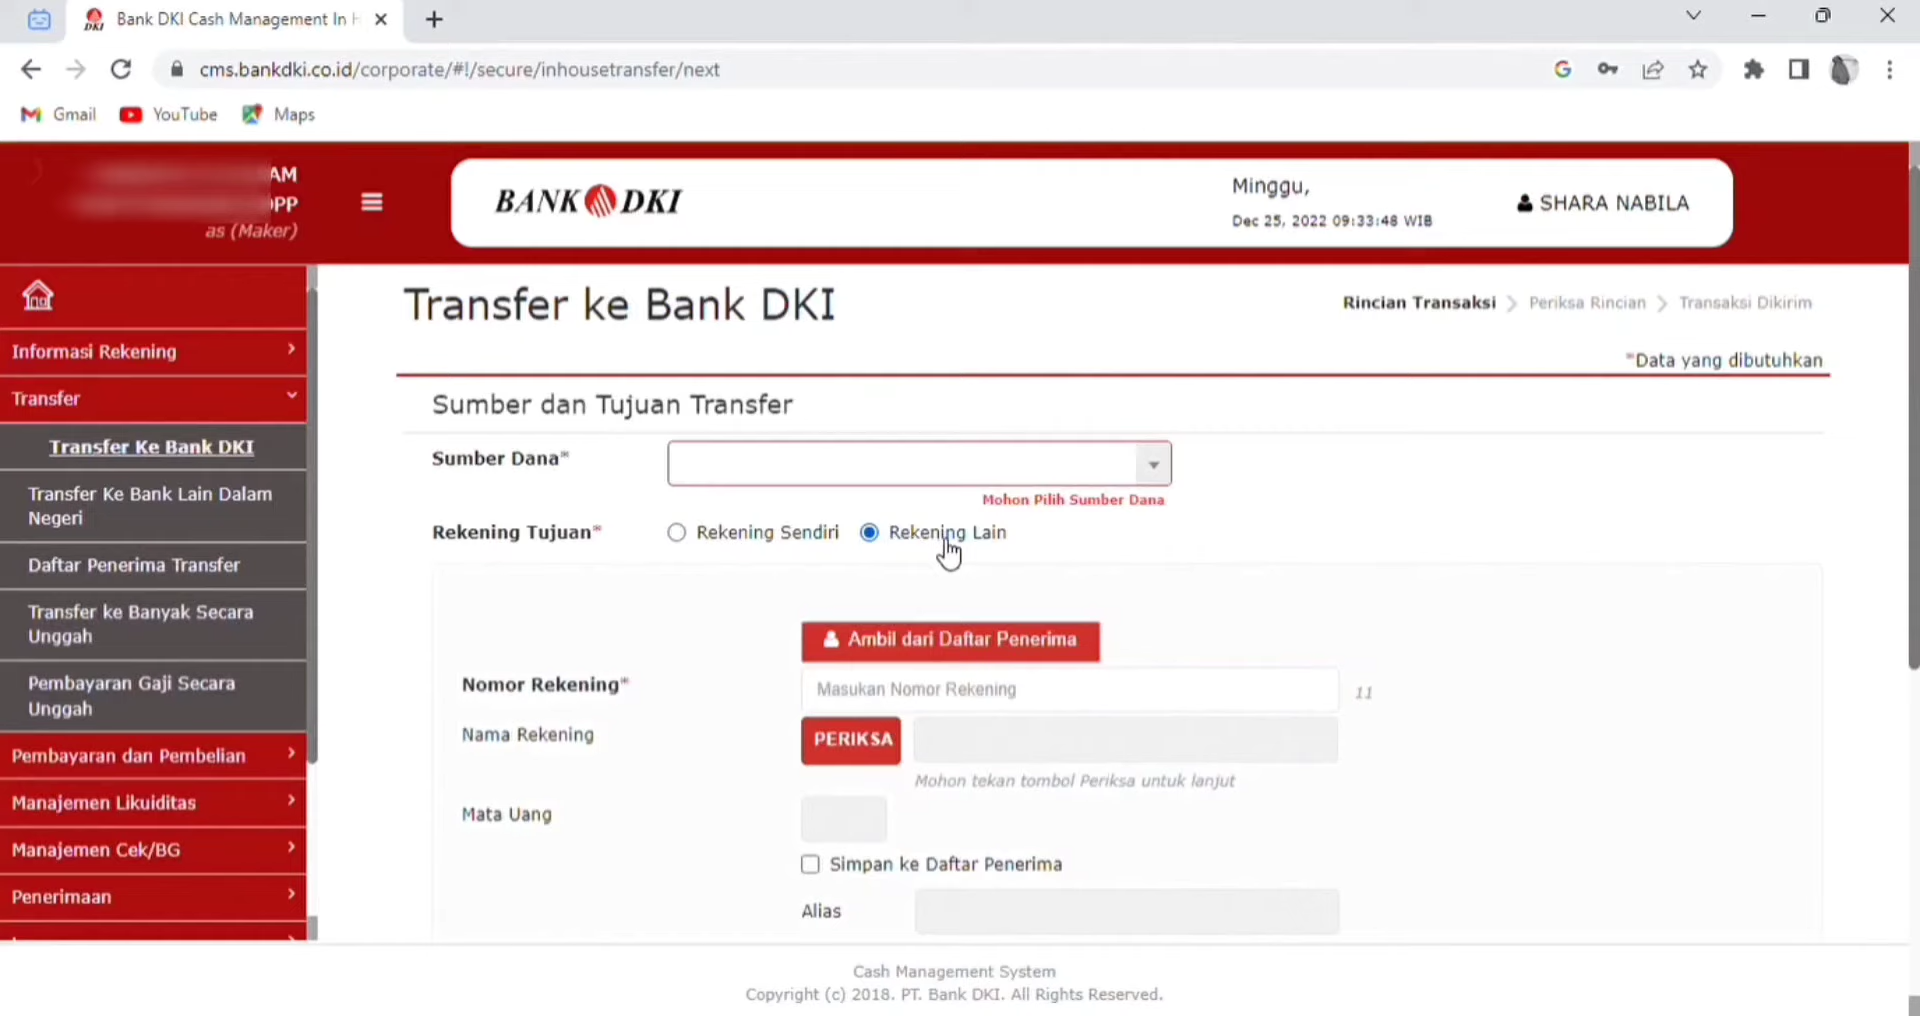 Bank DKI Cash Management In H
cms.bankdki.co.id/corporate/#!/secure/inhousetransfer/next
Gmail YouTube Maps
AM
OPP
as (Maker)
BANK DKI
Minggu,
Dec 25, 2022 09:33:48 WIB
SHARA NABILA
Informasi Rekening
Transfer
Transfer Ke Bank DKI
Transfer Ke Bank Lain Dalam
Negeri
Daftar Penerima Transfer
Transfer ke Banyak Secara
Unggah
Pembayaran Gaji Secara
Unggah
Pembayaran dan Pembelian
Manajemen Likuiditas
Manajemen Cek/BG
Penerimaan
Transfer ke Bank DKI
Rincian Transaksi Periksa Rincian Transaksi Dikirim
*Data yang dibutuhkan
Sumber dan Tujuan Transfer
Sumber Dana*
Mohon Pilih Sumber Dana
Rekening Tujuan* Rekening Sendiri Rekening Lain
Ambil dari Daftar Penerima
Nomor Rekening* Masukan Nomor Rekening 11
Nama Rekening PERIKSA
Mohon tekan tombol Periksa untuk lanjut
Mata Uang
Simpan ke Daftar Penerima
Alias
Cash Management System
Copyright (c) 2018. PT. Bank DKI. All Rights Reserved.